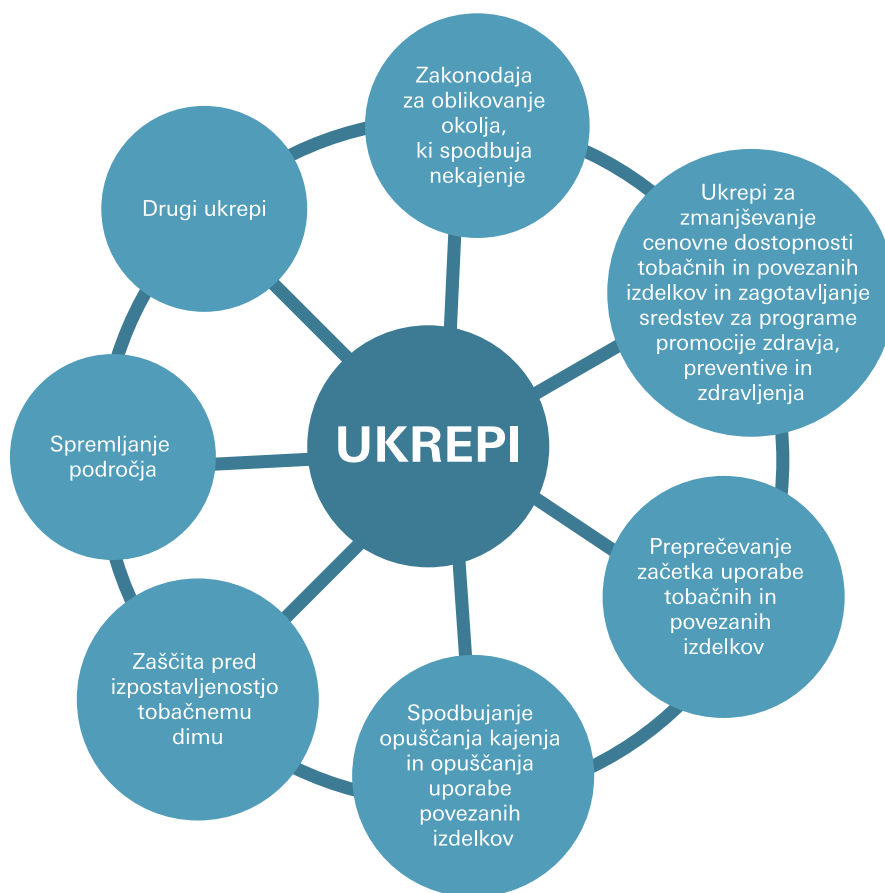 Zakonodaja
za oblikovanje
okolja,
ki spodbuja
nekajenje
Ukrepi za
zmanjševanje
cenovne dostopnosti
tobačnih in povezanih
izdelkov in zagotavljanje
sredstev za programe
promocije zdravja,
preventive in
zdravljenja
Preprečevanje
začetka uporabe
tobačnih in
povezanih
izdelkov
Spodbujanje
opuščanja kajenja
in opuščanja
uporabe
povezanih
izdelkov
Zaščita pred
izpostavljenostjo
tobačnemu
dimu
Spremljanje
področja
Drugi ukrepi
UKREPI